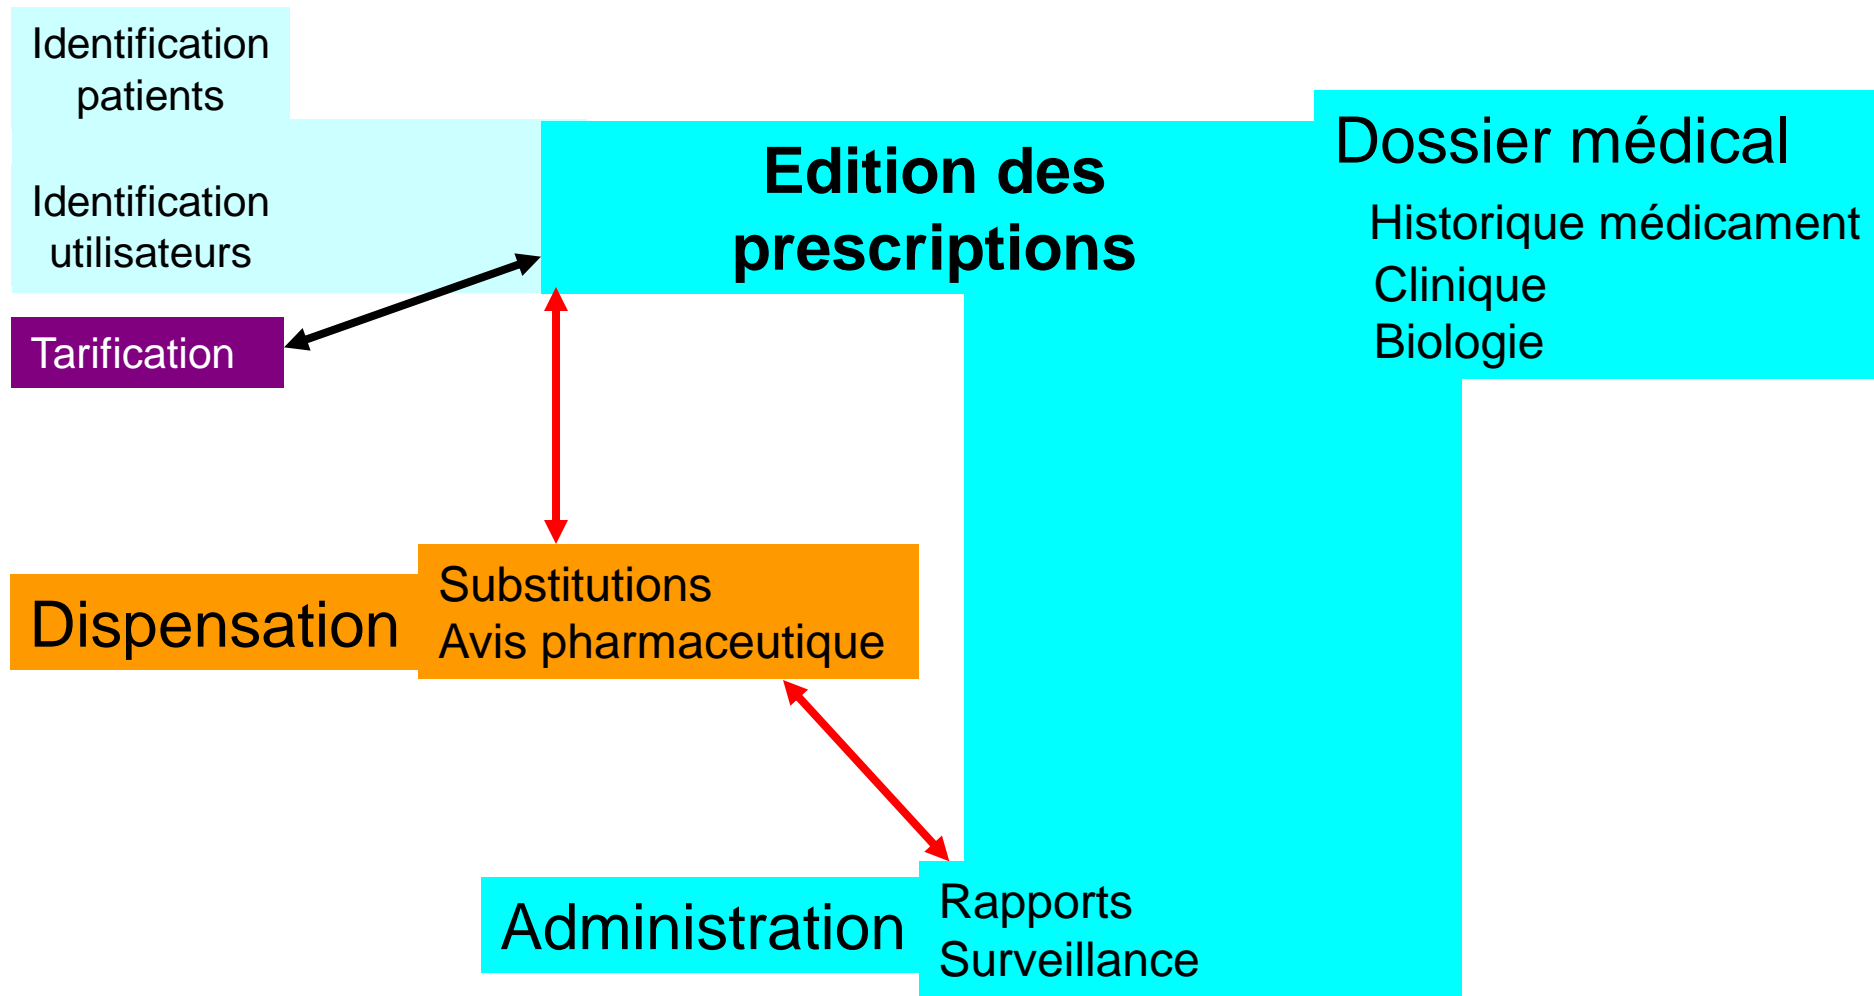 Identification
patients
Identification
utilisateurs
Tarification
Edition des
prescriptions
Dossier médical
Historique médicament
Clinique
Biologie
Dispensation
Substitutions
Avis pharmaceutique
Administration
Rapports
Surveillance